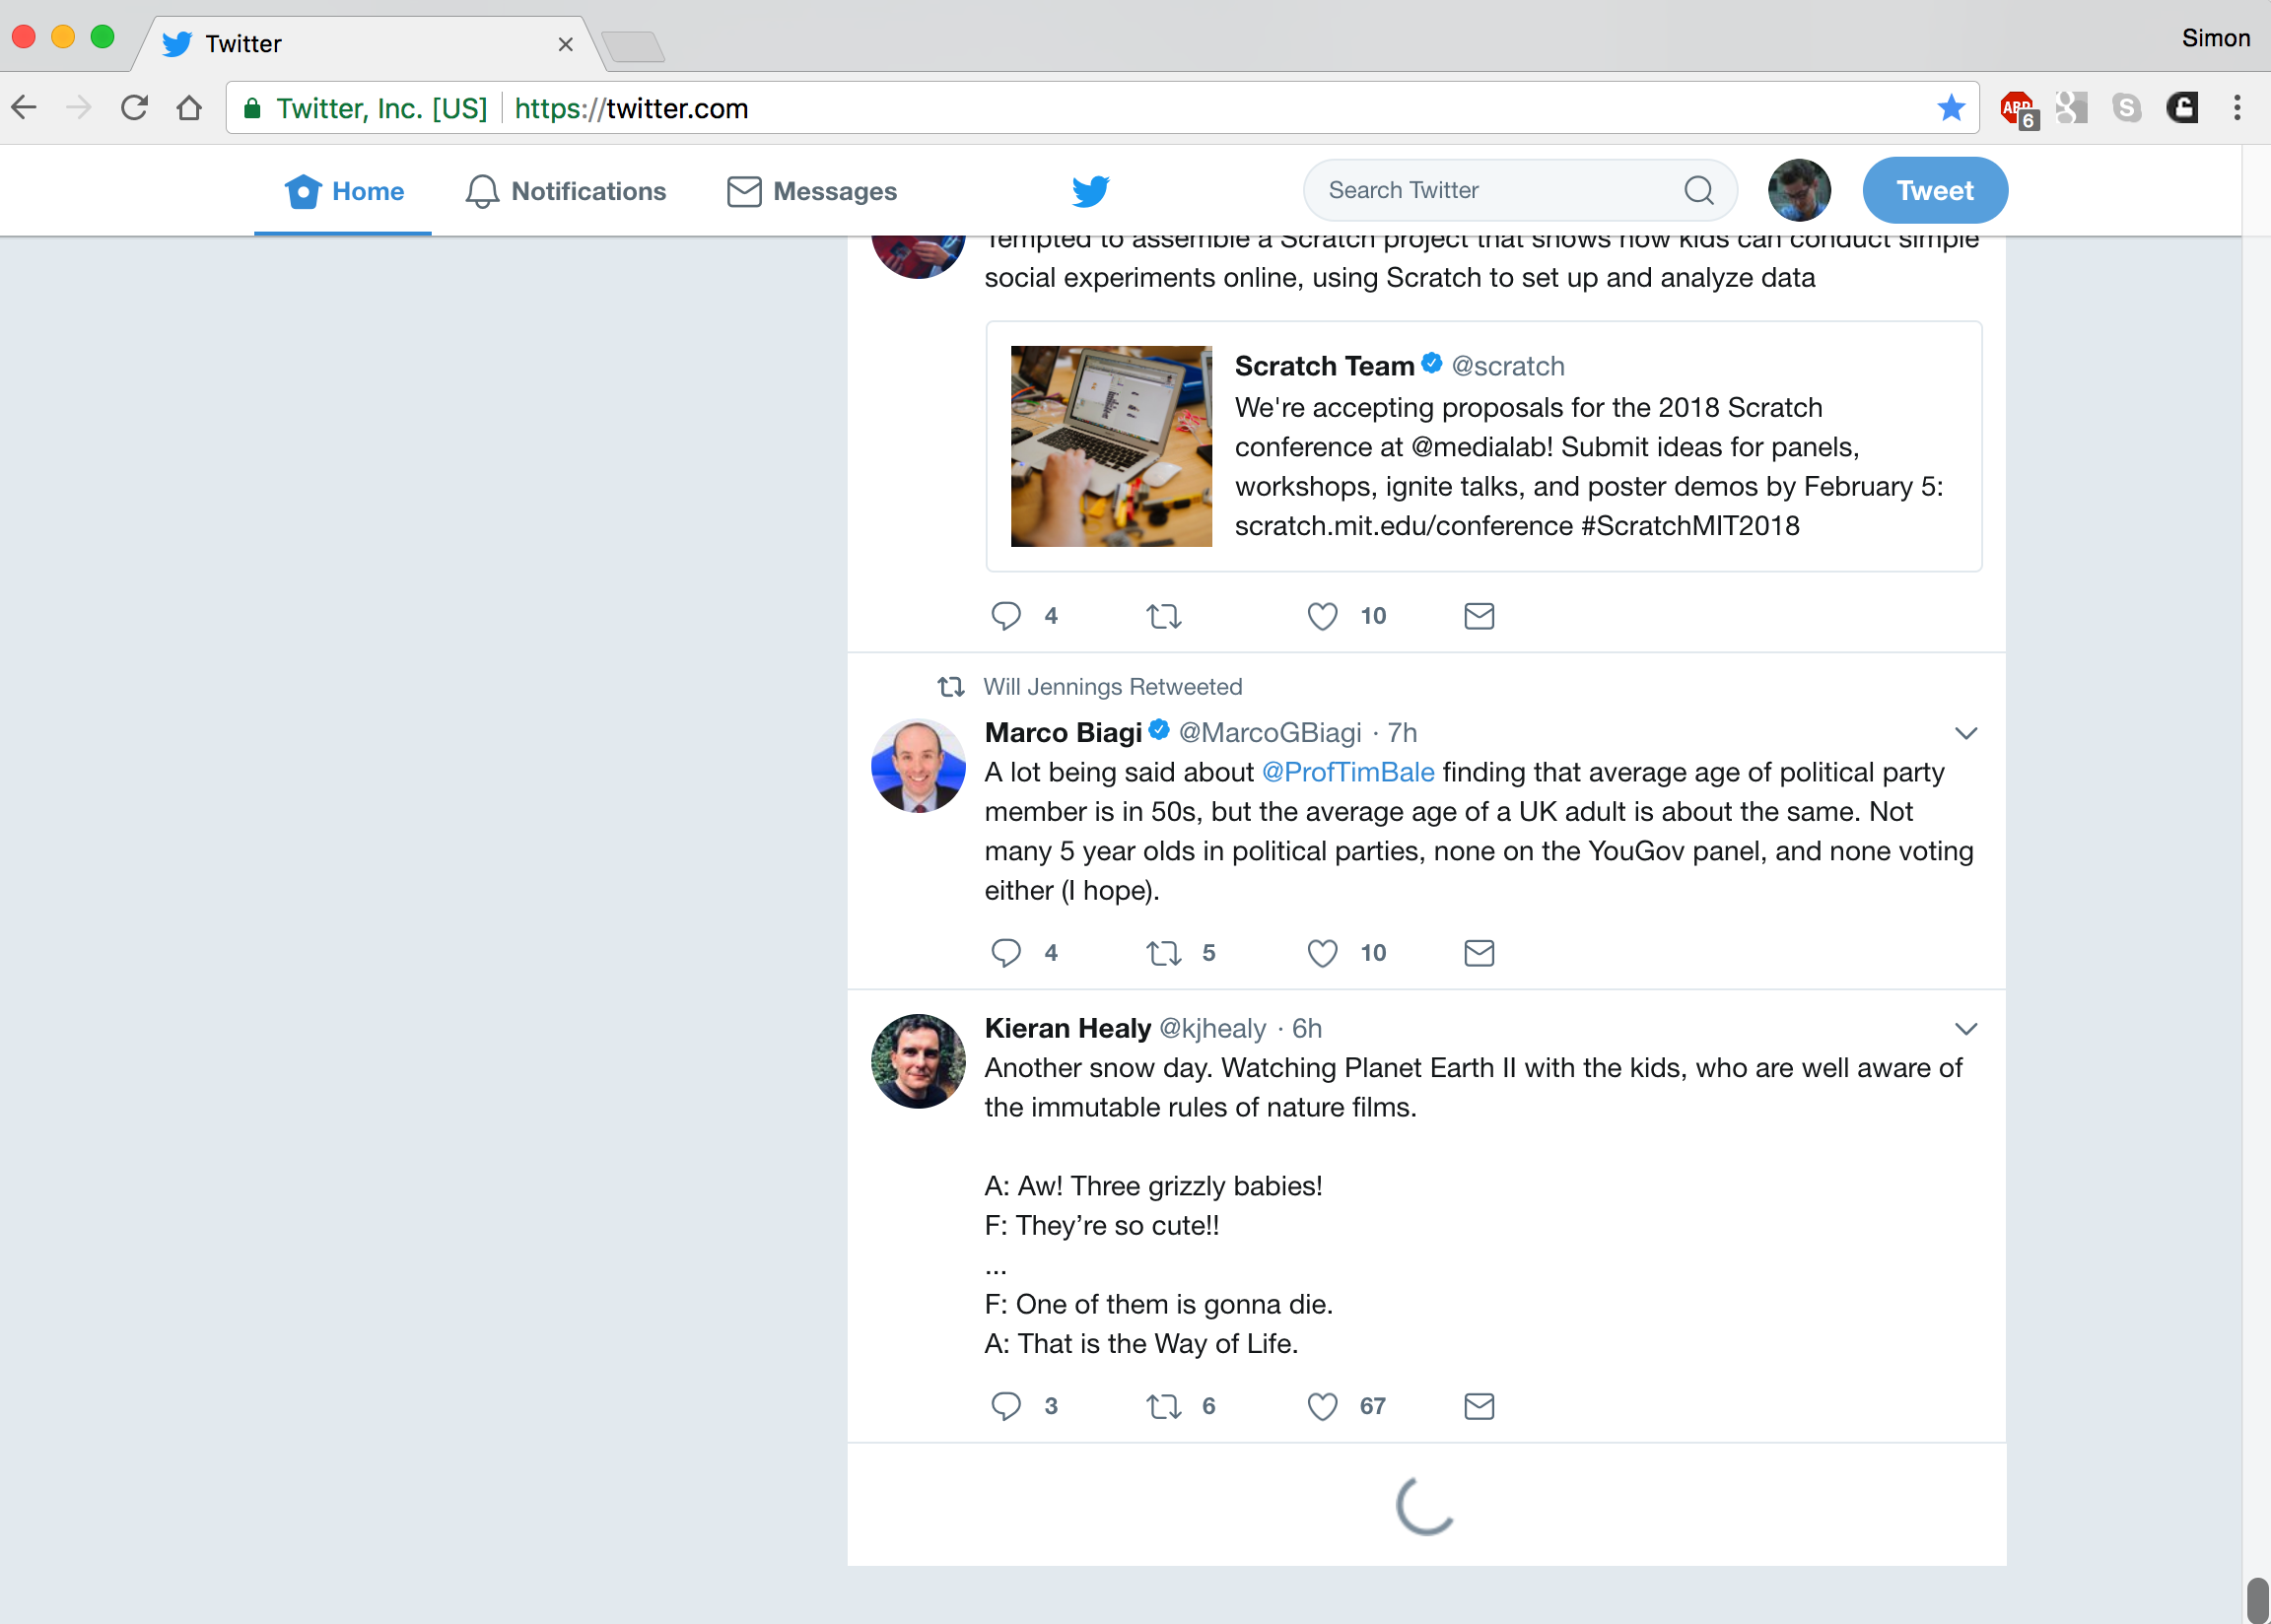 Twitter
Simon
Twitter, Inc. [US] https://twitter.com
ABP 6
Home Notifications Messages Search Twitter Tweet
Tempted to assemble a Scratch project that shows how kids can conduct simple
social experiments online, using Scratch to set up and analyze data
Scratch Team @scratch
We're accepting proposals for the 2018 Scratch
conference at @medialab! Submit ideas for panels,
workshops, ignite talks, and poster demos by February 5:
scratch.mit.edu/conference #ScratchMIT2018
4 10
Will Jennings Retweeted
Marco Biagi @MarcoGBiagi · 7h
A lot being said about @ProfTimBale finding that average age of political party
member is in 50s, but the average age of a UK adult is about the same. Not
many 5 year olds in political parties, none on the YouGov panel, and none voting
either (I hope).
4 5 10
Kieran Healy @kjhealy · 6h
Another snow day. Watching Planet Earth II with the kids, who are well aware of
the immutable rules of nature films.
A: Aw! Three grizzly babies!
F: They’re so cute!!
...
F: One of them is gonna die.
A: That is the Way of Life.
3 6 67